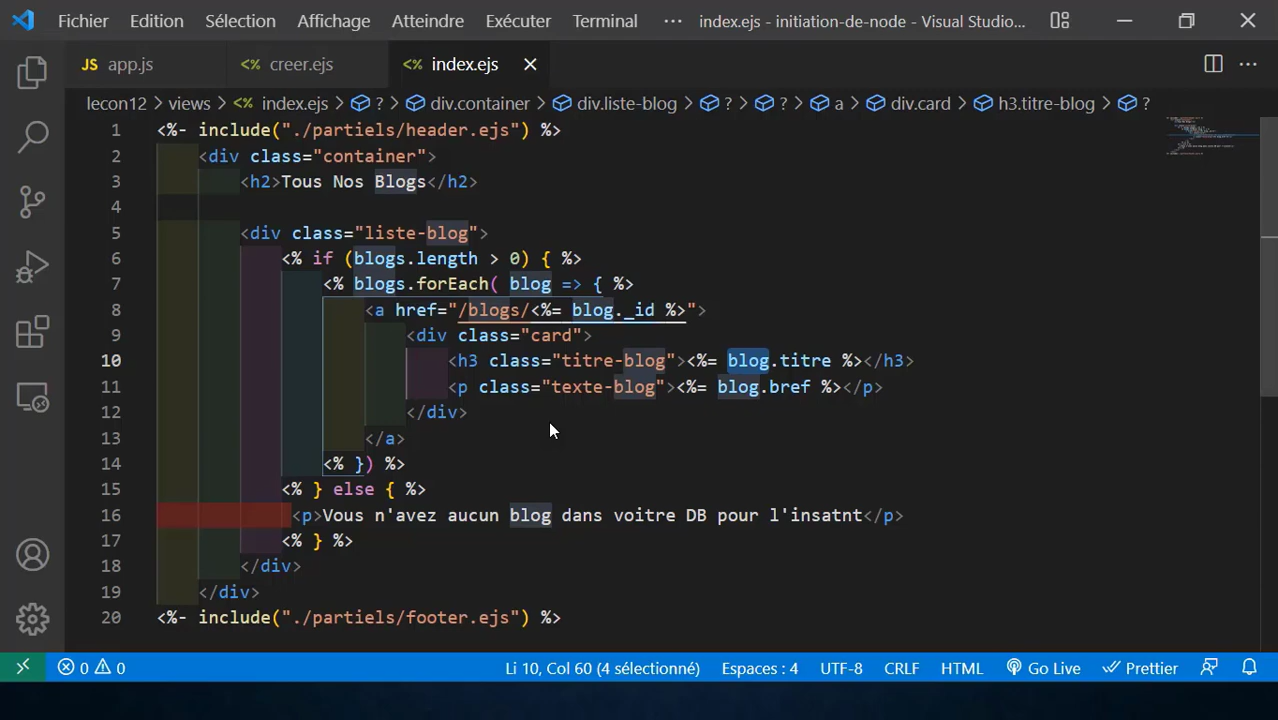 Fichier Edition Sélection Affichage Atteindre Exécuter Terminal ··· index.ejs - initiation-de-node - Visual Studio...
JS app.js <%> creer.ejs <%> index.ejs
lecon12 > views > <%> index.ejs > ? > div.container > div.liste-blog > ? > ? > a > div.card > h3.titre-blog > ?
1 <%- include("./partiels/header.ejs") %>
2 <div class="container">
3 <h2>Tous Nos Blogs</h2>
4
5 <div class="liste-blog">
6 <% if (blogs.length > 0) { %>
7 <% blogs.forEach( blog => { %>
8 <a href="/blogs/<%= blog._id %>">
9 <div class="card">
10 <h3 class="titre-blog"><%= blog.titre %></h3>
11 <p class="texte-blog"><%= blog.bref %></p>
12 </div>
13 </a>
14 <% }) %>
15 <% } else { %>
16 <p>Vous n'avez aucun blog dans voitre DB pour l'insatnt</p>
17 <% } %>
18 </div>
19 </div>
20 <%- include("./partiels/footer.ejs") %>
0 0 Li 10, Col 60 (4 sélectionné) Espaces : 4 UTF-8 CRLF HTML Go Live Prettier